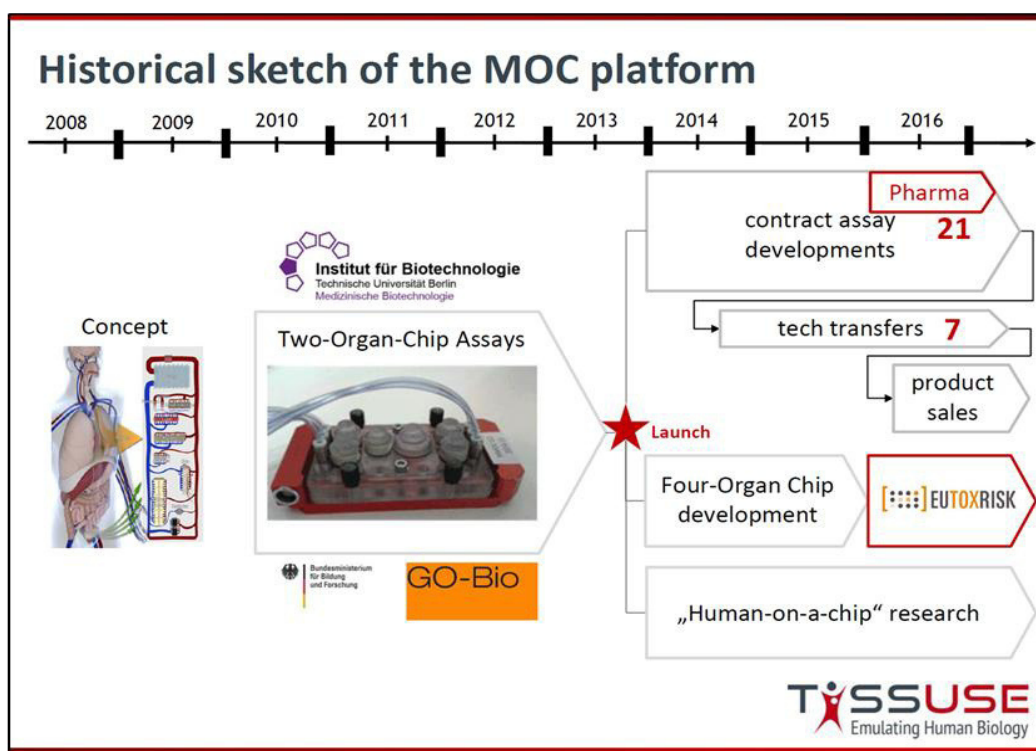 Historical sketch of the MOC platform
2008 2009 2010 2011 2012 2013 2014 2015 2016
Pharma
contract assay 21
developments
Institut für Biotechnologie
Technische Universität Berlin
Medizinische Biotechnologie
Concept
Two-Organ-Chip Assays
tech transfers 7
product
sales
Launch
Four-Organ Chip
development
[::::] EUTOXRISK
Bundesministerium
für Bildung
und Forschung
GO-Bio
„Human-on-a-chip“ research
TISSUSE
Emulating Human Biology